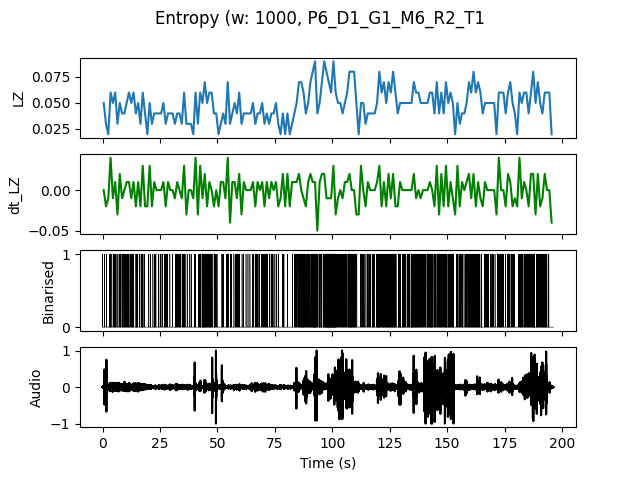 Entropy (w: 1000, P6_D1_G1_M6_R2_T1
LZ
0.075
0.050
0.025
dt_LZ
0.00
−0.05
Binarised
1
0
Audio
1
0
−1
0 25 50 75 100 125 150 175 200
Time (s)